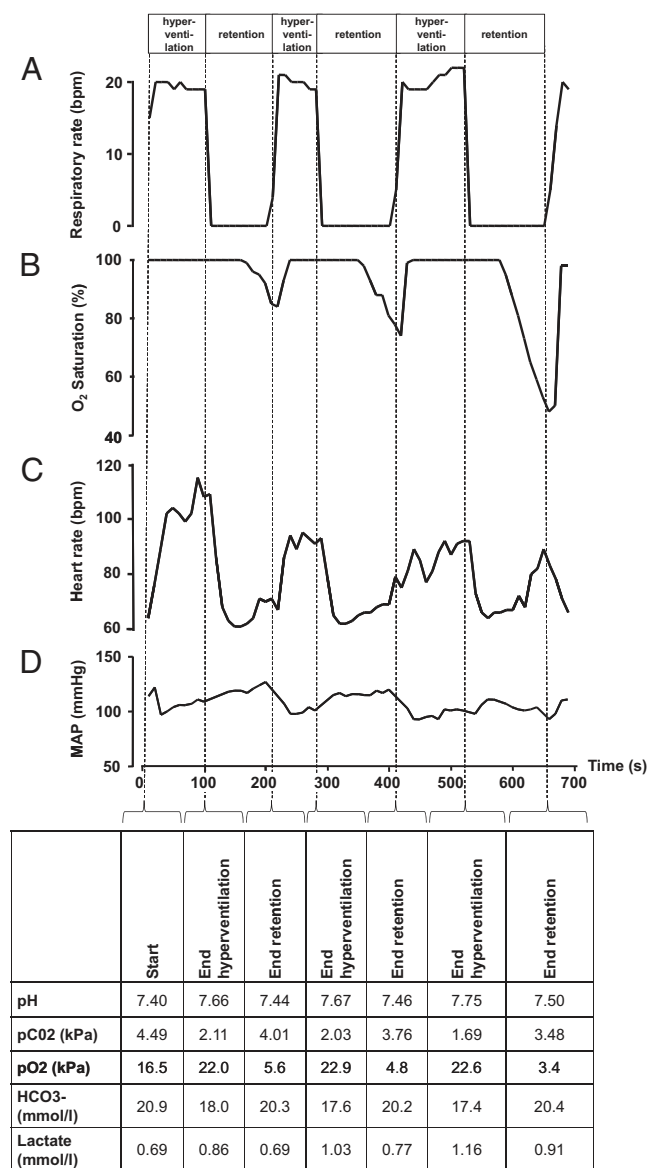 hyper- hyper- hyper-
venti- retention venti- retention venti- retention
lation lation lation
A
Respiratory rate (bpm)
20
10
0
B
O2 Saturation (%)
100
80
60
40
C
Heart rate (bpm)
120
100
80
60
D
MAP (mmHg)
150
100
50
Time (s)
0 100 200 300 400 500 600 700
Start End hyperventilation End retention End hyperventilation End retention End hyperventilation End retention
pH 7.40 7.66 7.44 7.67 7.46 7.75 7.50
pC02 (kPa) 4.49 2.11 4.01 2.03 3.76 1.69 3.48
pO2 (kPa) 16.5 22.0 5.6 22.9 4.8 22.6 3.4
HCO3- (mmol/l) 20.9 18.0 20.3 17.6 20.2 17.4 20.4
Lactate (mmol/l) 0.69 0.86 0.69 1.03 0.77 1.16 0.91